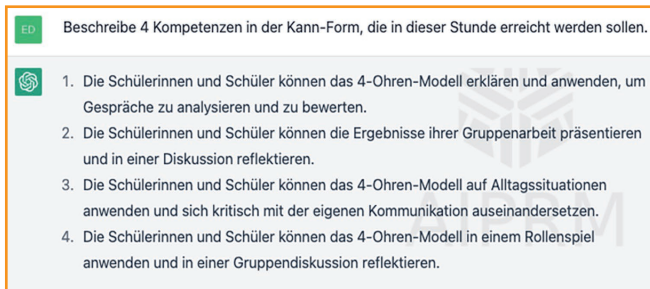 ED
Beschreibe 4 Kompetenzen in der Kann-Form, die in dieser Stunde erreicht werden sollen.
1. Die Schülerinnen und Schüler können das 4-Ohren-Modell erklären und anwenden, um
Gespräche zu analysieren und zu bewerten.
2. Die Schülerinnen und Schüler können die Ergebnisse ihrer Gruppenarbeit präsentieren
und in einer Diskussion reflektieren.
3. Die Schülerinnen und Schüler können das 4-Ohren-Modell auf Alltagssituationen
anwenden und sich kritisch mit der eigenen Kommunikation auseinandersetzen.
4. Die Schülerinnen und Schüler können das 4-Ohren-Modell in einem Rollenspiel
anwenden und in einer Gruppendiskussion reflektieren.
AIPRM